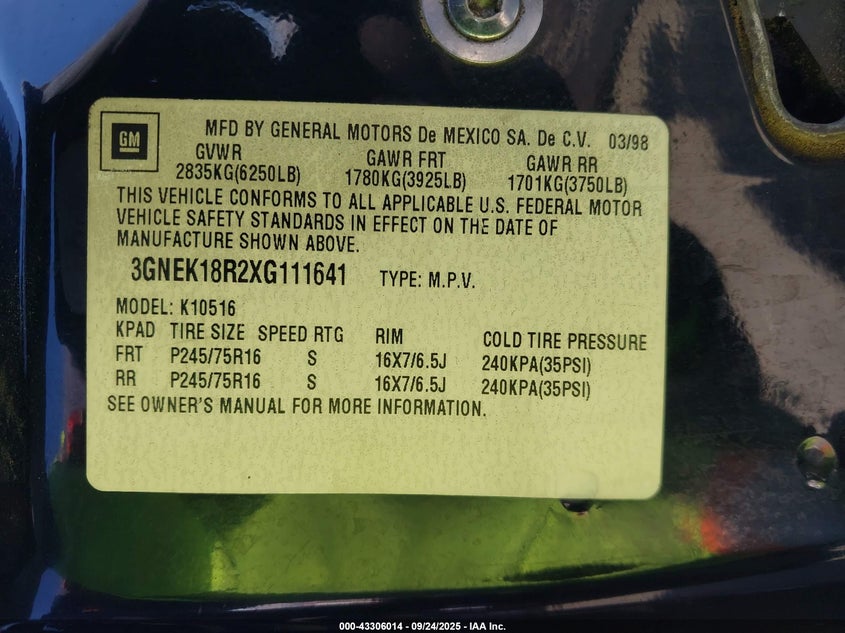 GM
MFD BY GENERAL MOTORS De MEXICO SA. De C.V. 03/98
GVWR GAWR FRT GAWR RR
2835KG(6250LB) 1780KG(3925LB) 1701KG(3750LB)
THIS VEHICLE CONFORMS TO ALL APPLICABLE U.S. FEDERAL MOTOR
VEHICLE SAFETY STANDARDS IN EFFECT ON THE DATE OF
MANUFACTURE SHOWN ABOVE.
3GNEK18R2XG111641 TYPE: M.P.V.
MODEL: K10516
KPAD TIRE SIZE SPEED RTG RIM COLD TIRE PRESSURE
FRT P245/75R16 S 16X7/6.5J 240KPA(35PSI)
RR P245/75R16 S 16X7/6.5J 240KPA(35PSI)
SEE OWNER'S MANUAL FOR MORE INFORMATION.
000-43306014 - 09/24/2025 - IAA Inc.